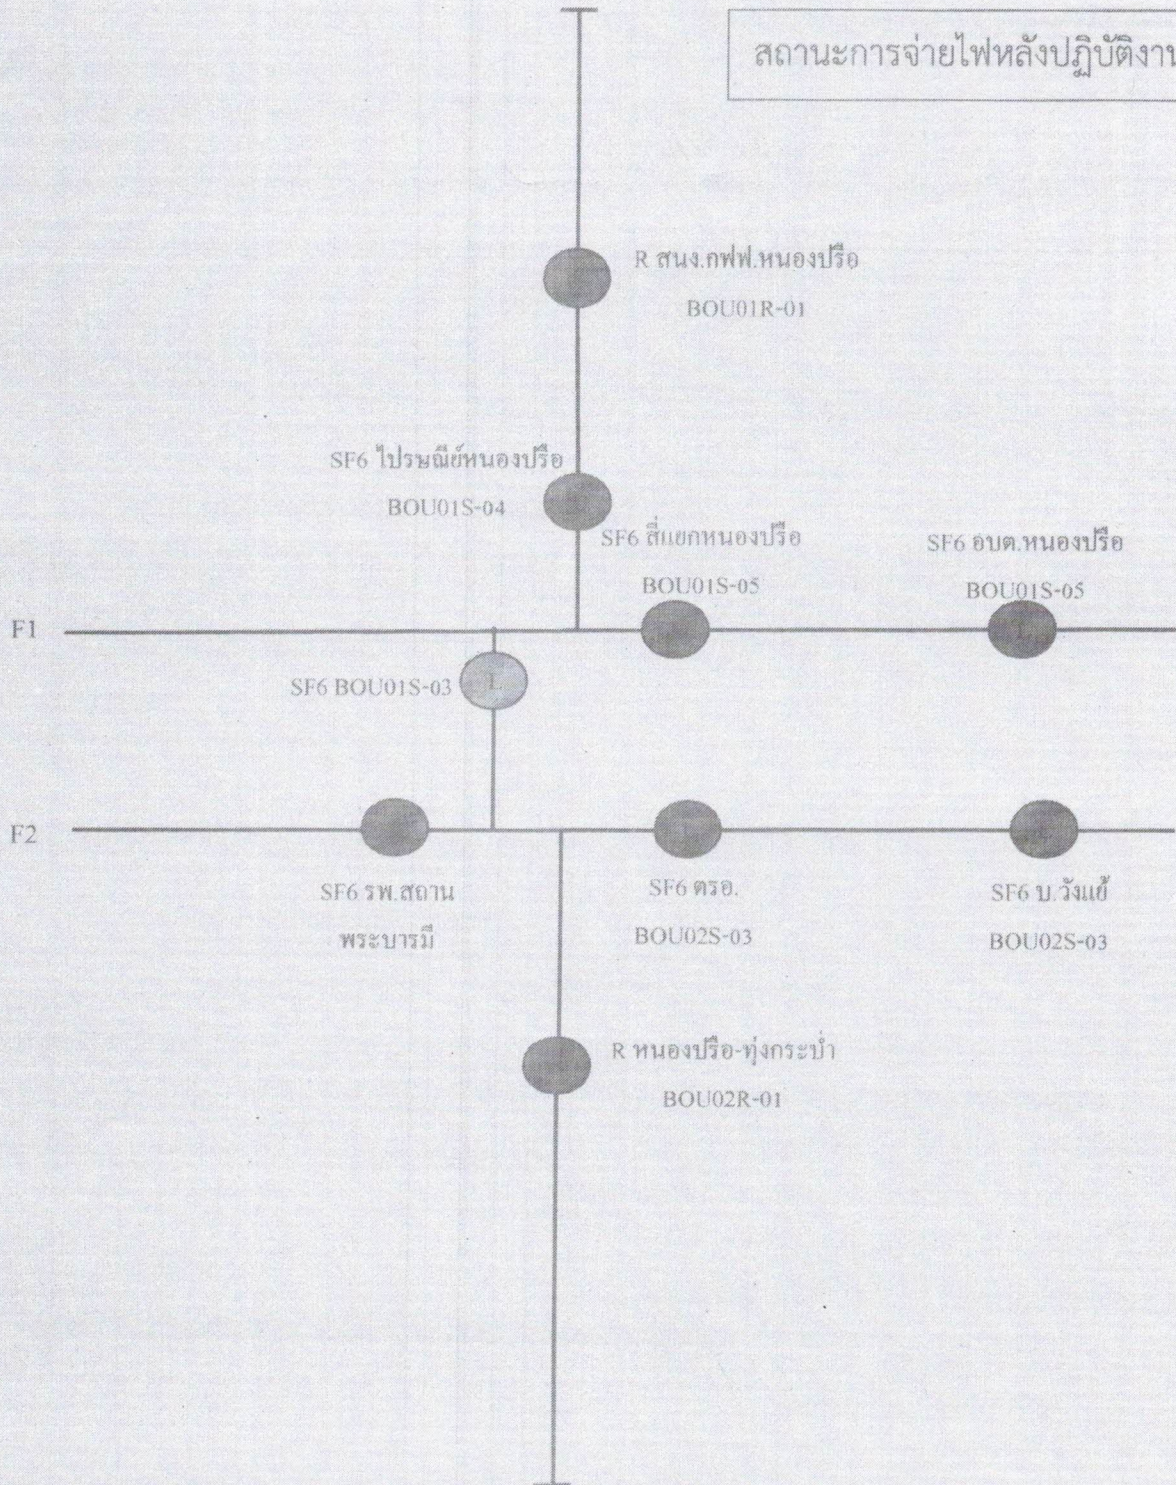 สถานะการจ่ายไฟหลังปฏิบัติงาน
R สนง.กฟฟ.หนองปรือ
BOU01R-01
SF6 ไปรษณีย์หนองปรือ
BOU01S-04
SF6 สี่แยกหนองปรือ
BOU01S-05
SF6 อบต.หนองปรือ
BOU01S-05
F1
L
SF6 BOU01S-03
L
F2
L
L
SF6 รพ.สถาน
พระบารมี
SF6 ตรอ.
BOU02S-03
SF6 บ.วังแย้
BOU02S-03
R หนองปรือ-ทุ่งกระบ่ำ
BOU02R-01